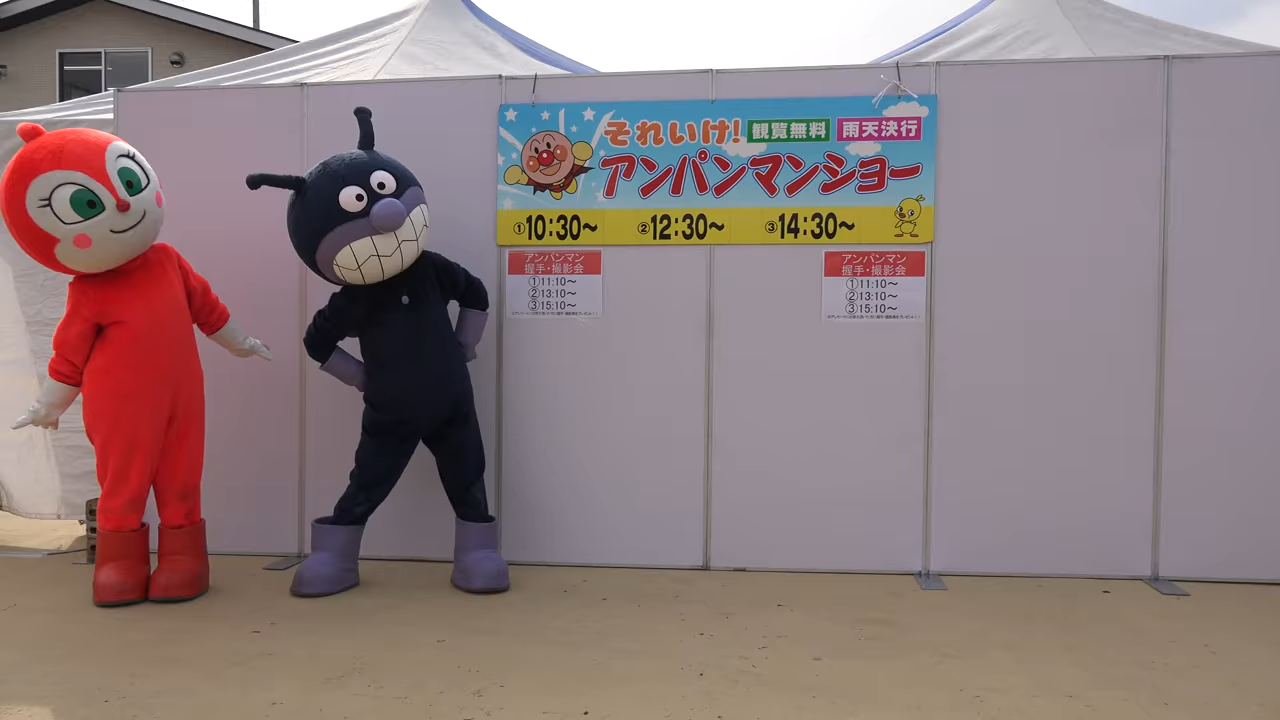 それいけ! 観覧無料 雨天決行
アンパンマンショー
①10:30〜 ②12:30〜 ③14:30〜
アンパンマン
握手・撮影会
①11:10〜
②13:10〜
③15:10〜
アンパンマン
握手・撮影会
①11:10〜
②13:10〜
③15:10〜